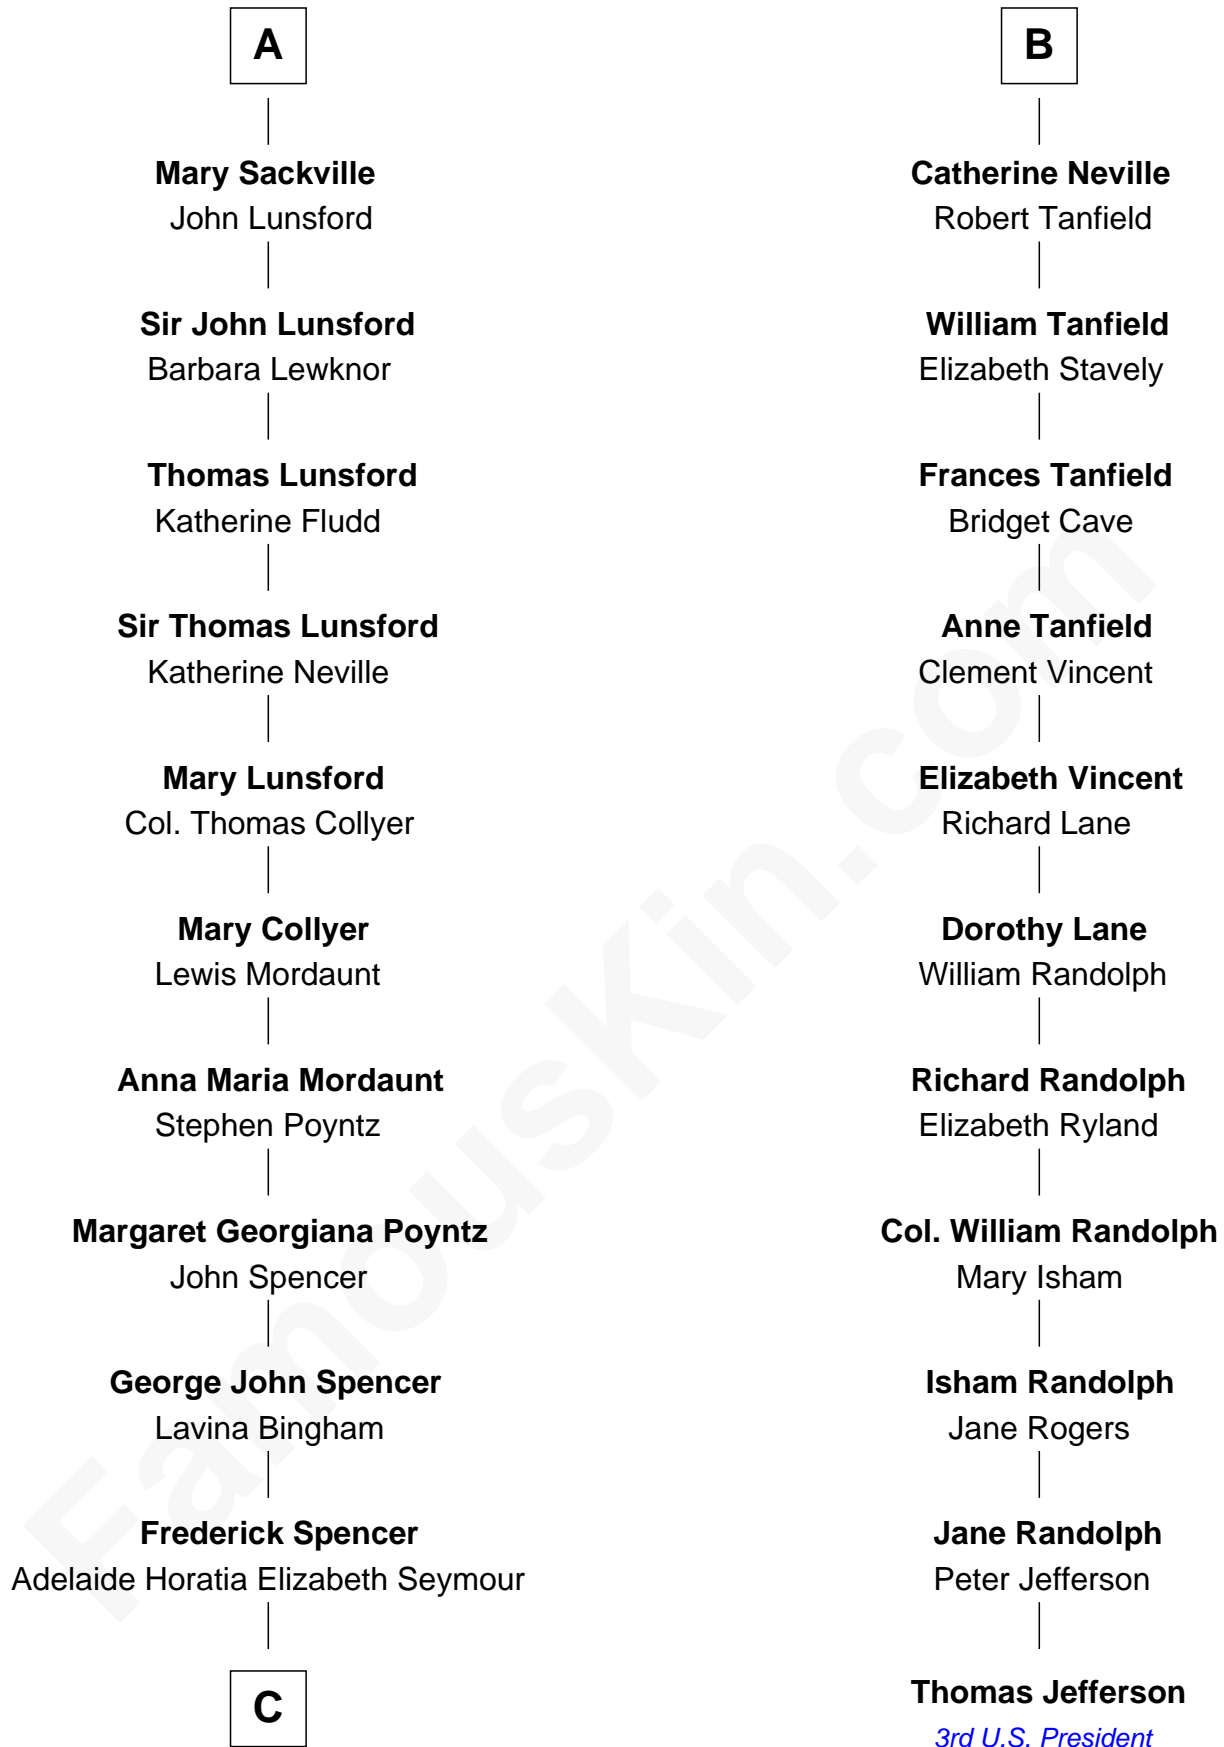 A
Mary Sackville
John Lunsford
Sir John Lunsford
Barbara Lewknor
Thomas Lunsford
Katherine Fludd
Sir Thomas Lunsford
Katherine Neville
Mary Lunsford
Col. Thomas Collyer
Mary Collyer
Lewis Mordaunt
Anna Maria Mordaunt
Stephen Poyntz
Margaret Georgiana Poyntz
John Spencer
George John Spencer
Lavina Bingham
Frederick Spencer
Adelaide Horatia Elizabeth Seymour
C
B
Catherine Neville
Robert Tanfield
William Tanfield
Elizabeth Stavely
Frances Tanfield
Bridget Cave
Anne Tanfield
Clement Vincent
Elizabeth Vincent
Richard Lane
Dorothy Lane
William Randolph
Richard Randolph
Elizabeth Ryland
Col. William Randolph
Mary Isham
Isham Randolph
Jane Rogers
Jane Randolph
Peter Jefferson
Thomas Jefferson
3rd U.S. President
FamousKin.com